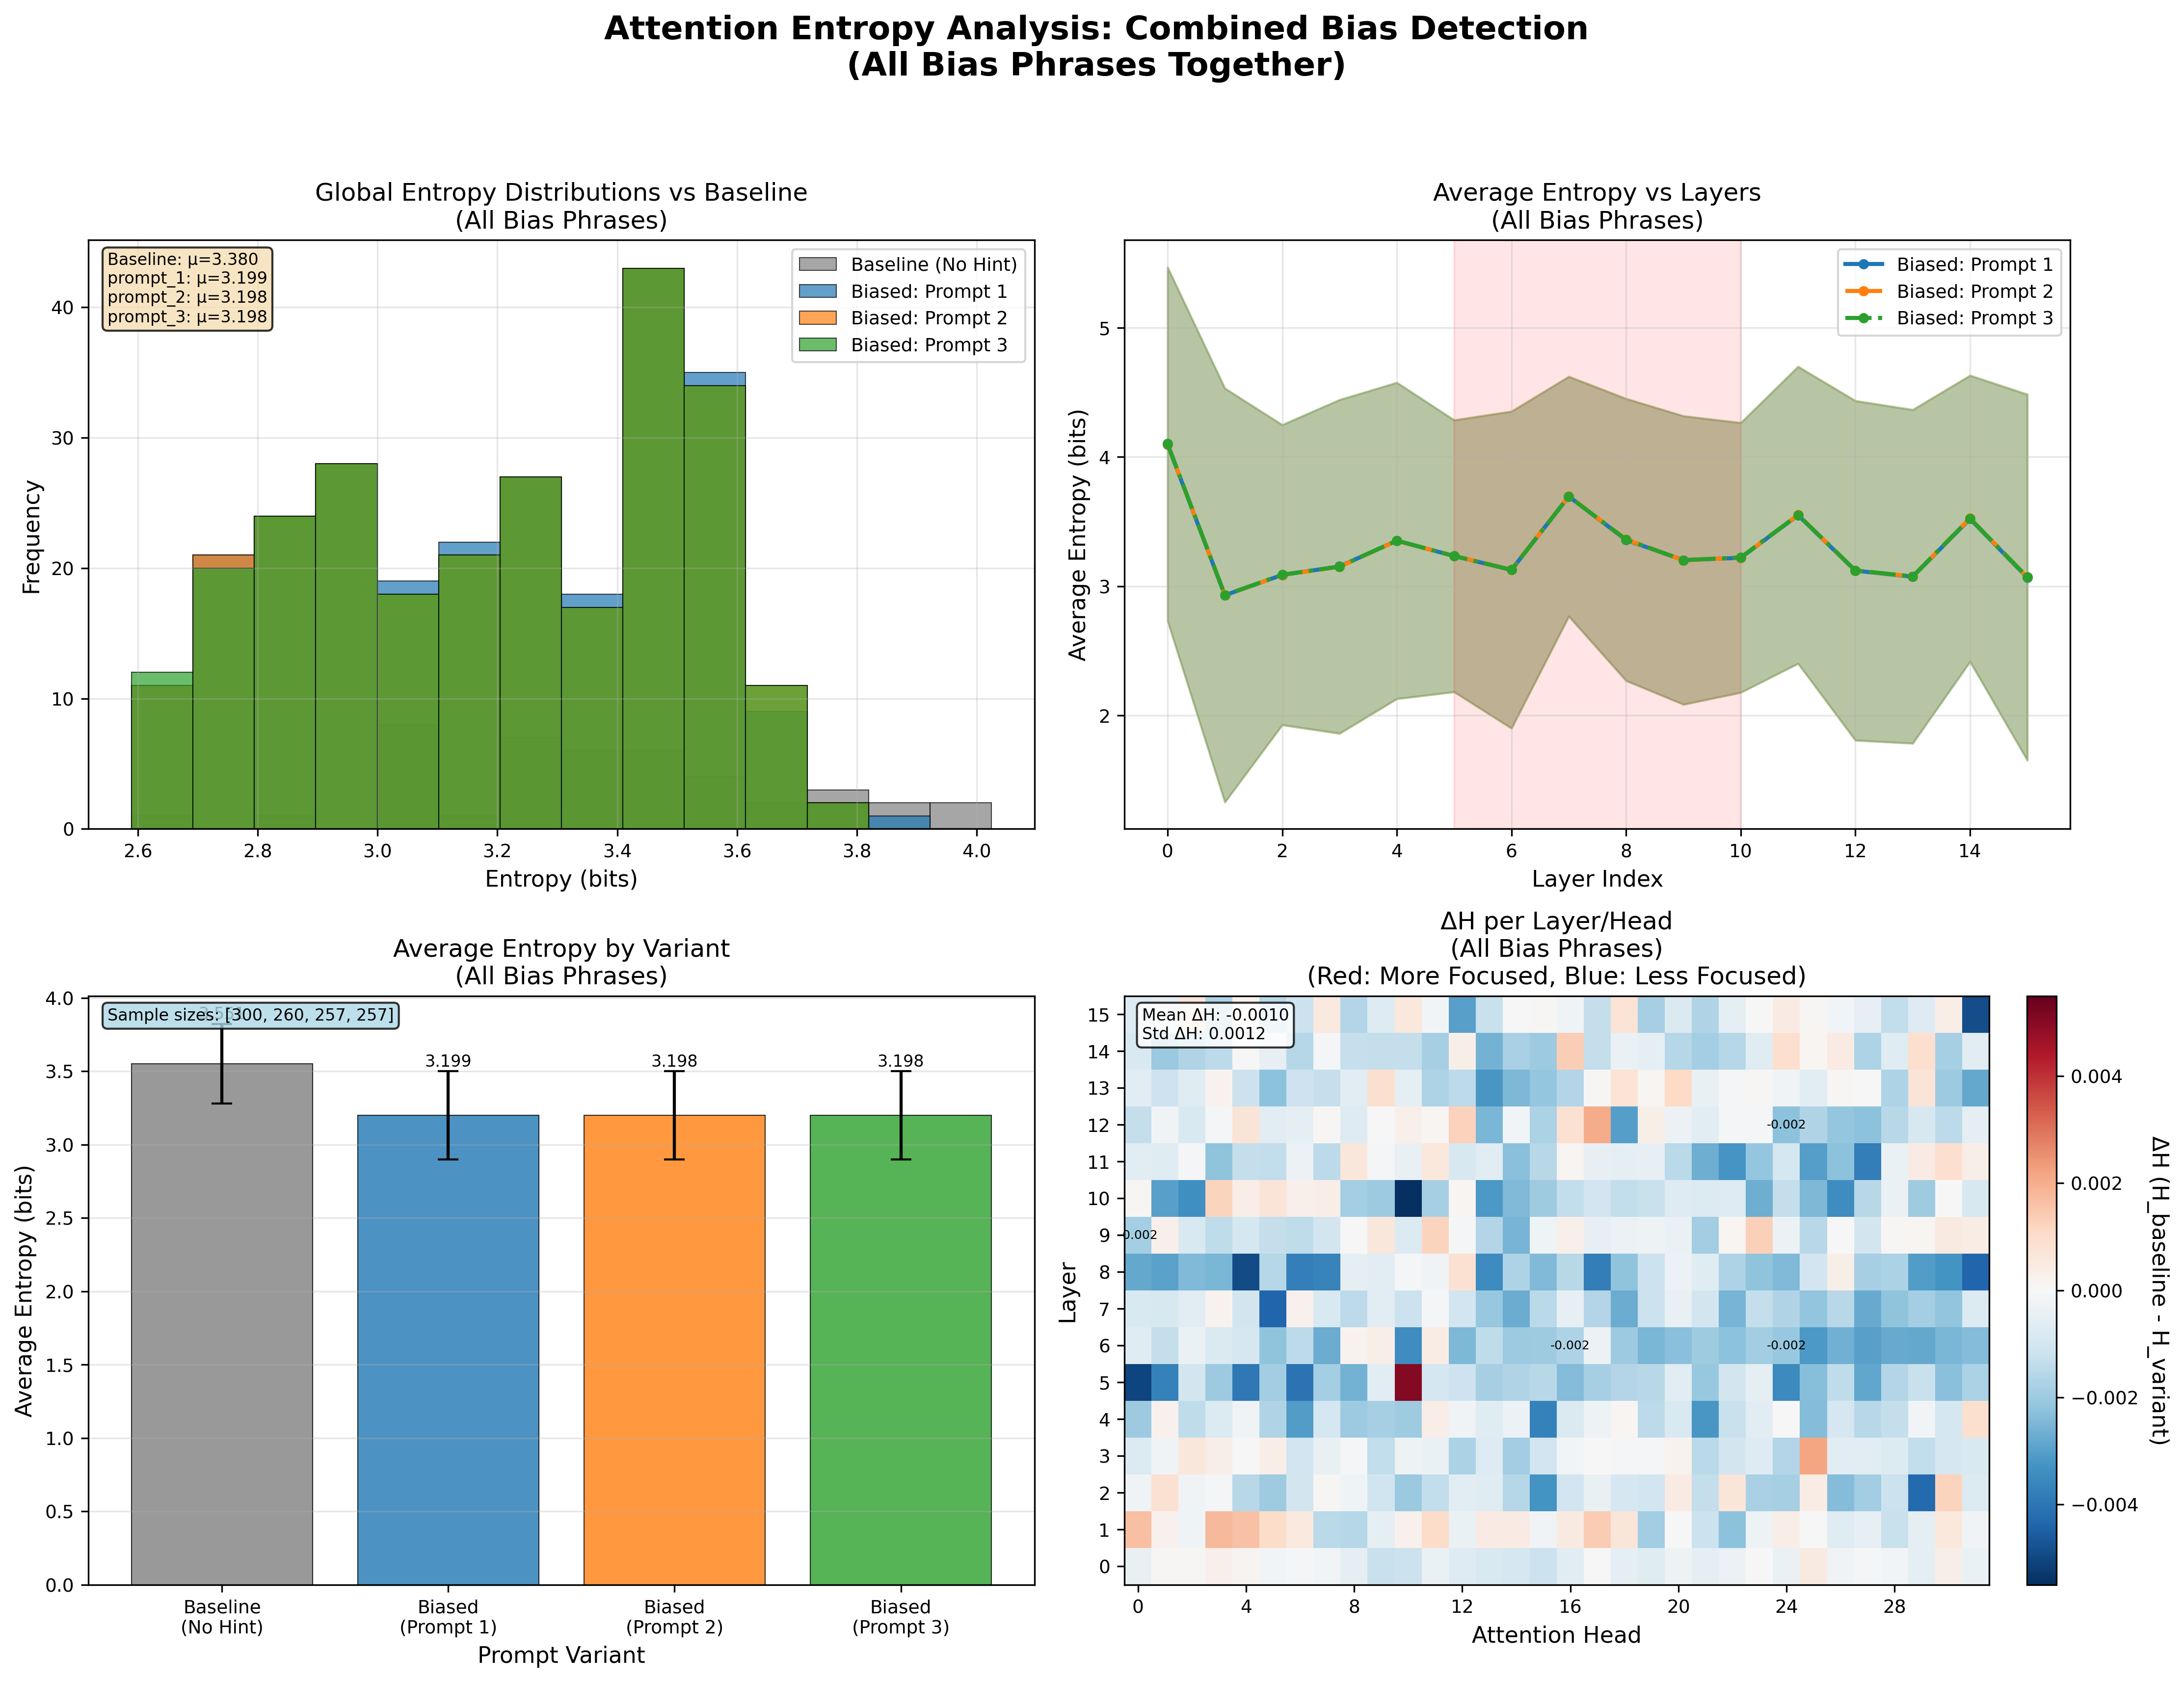 Attention Entropy Analysis: Combined Bias Detection
(All Bias Phrases Together)
Global Entropy Distributions vs Baseline
(All Bias Phrases)
Baseline: μ=3.380
prompt_1: μ=3.199
prompt_2: μ=3.198
prompt_3: μ=3.198
Baseline (No Hint)
Biased: Prompt 1
Biased: Prompt 2
Biased: Prompt 3
Frequency
40
30
20
10
0
2.6 2.8 3.0 3.2 3.4 3.6 3.8 4.0
Entropy (bits)
Average Entropy vs Layers
(All Bias Phrases)
Biased: Prompt 1
Biased: Prompt 2
Biased: Prompt 3
Average Entropy (bits)
5
4
3
2
0 2 4 6 8 10 12 14
Layer Index
Average Entropy by Variant
(All Bias Phrases)
Sample sizes: [300, 260, 257, 257]
3.199
3.198
3.198
Average Entropy (bits)
4.0
3.5
3.0
2.5
2.0
1.5
1.0
0.5
0.0
Baseline
(No Hint)
Biased
(Prompt 1)
Biased
(Prompt 2)
Biased
(Prompt 3)
Prompt Variant
ΔH per Layer/Head
(All Bias Phrases)
(Red: More Focused, Blue: Less Focused)
Mean ΔH: -0.0010
Std ΔH: 0.0012
Layer
15
14
13
12
11
10
9
8
7
6
5
4
3
2
1
0
-0.002
0.002
-0.002
-0.002
0 4 8 12 16 20 24 28
Attention Head
0.004
0.002
0.000
−0.002
−0.004
ΔH (H_baseline - H_variant)